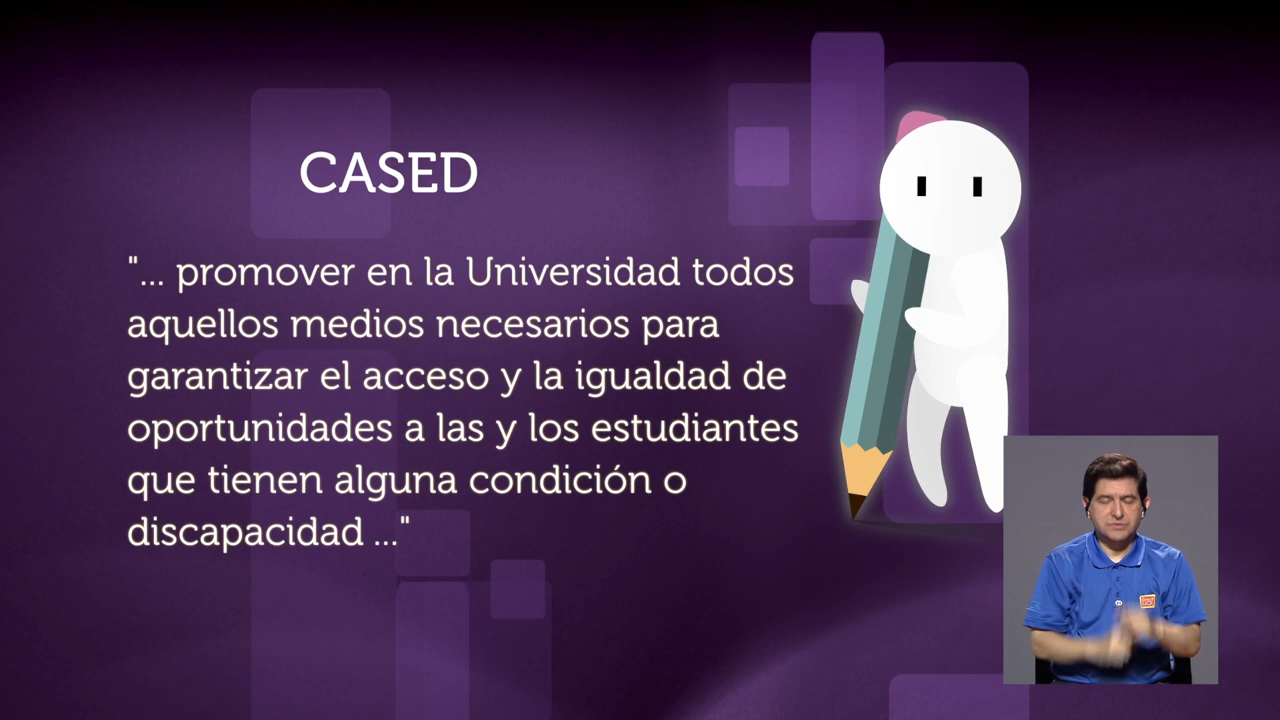 CASED
"... promover en la Universidad todos
aquellos medios necesarios para
garantizar el acceso y la igualdad de
oportunidades a las y los estudiantes
que tienen alguna condición o
discapacidad ..."